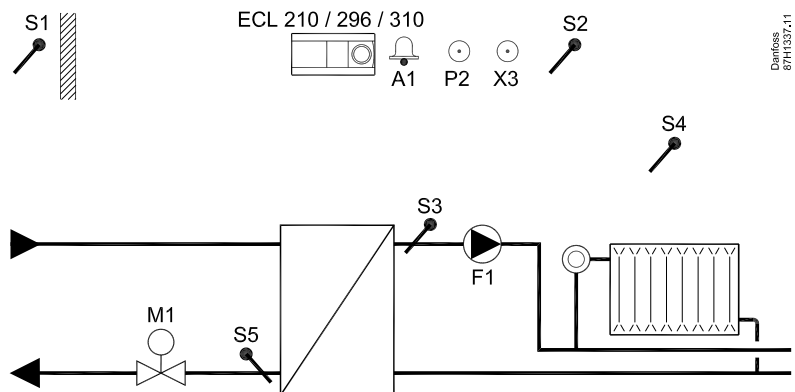 S1
ECL 210 / 296 / 310
A1
P2
X3
S2
Danfoss
87H1337.11
S4
S3
F1
M1
S5